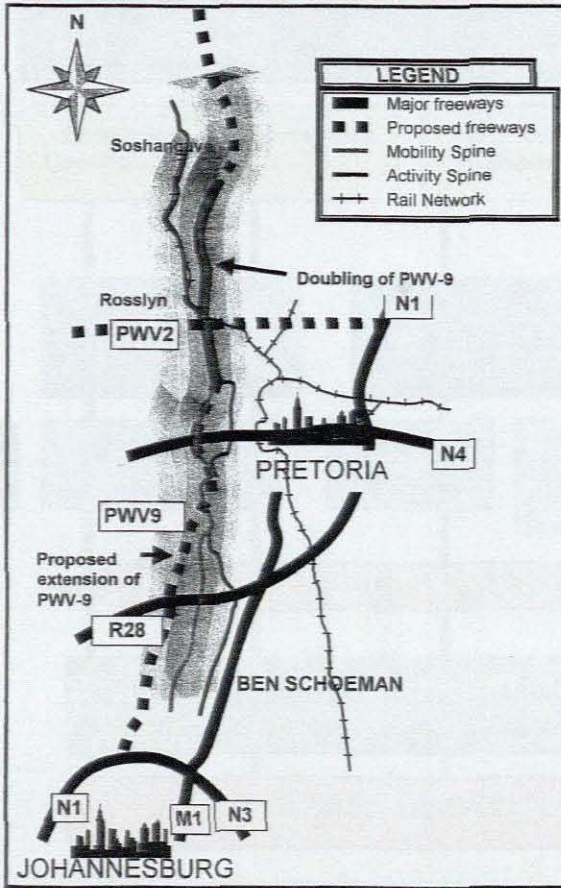 N
LEGEND
Major freeways
Proposed freeways
Mobility Spine
Activity Spine
Rail Network
Soshanguve
Doubling of PWV-9
Rosslyn
N1
PWV2
N4
PRETORIA
PWV9
Proposed
extension of
PWV-9
R28
BEN SCHOEMAN
N1
M1
N3
JOHANNESBURG